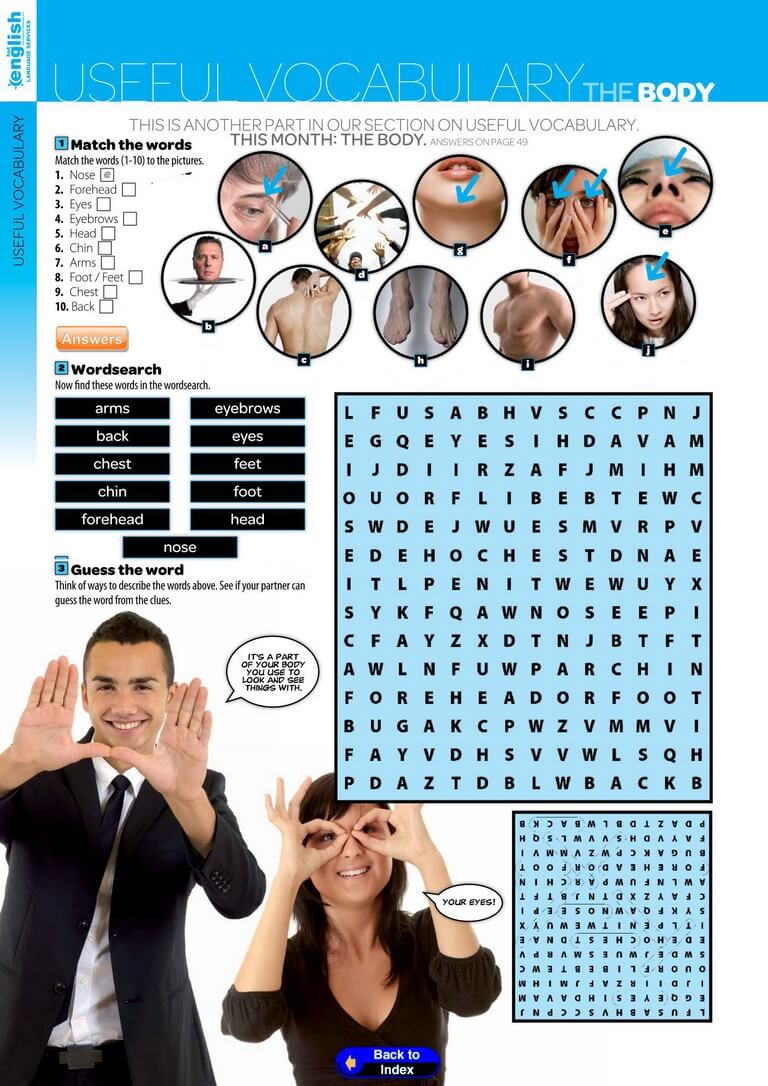 Hot
english
LANGUAGE SERVICES
USEFUL VOCABULARY
USEFUL VOCABULARY THE BODY
THIS IS ANOTHER PART IN OUR SECTION ON USEFUL VOCABULARY.
THIS MONTH: THE BODY. ANSWERS ON PAGE 49
1 Match the words
Match the words (1-10) to the pictures.
1. Nose e
2. Forehead
3. Eyes
4. Eyebrows
5. Head
6. Chin
7. Arms
8. Foot / Feet
9. Chest
10. Back
Answers
a
d
g
f
e
b
c
h
i
j
2 Wordsearch
Now find these words in the wordsearch.
arms
eyebrows
back
eyes
chest
feet
chin
foot
forehead
head
nose
L F U S A B H V S C C P N J
E G Q E Y E S I H D A V A M
I J D I I R Z A F J M I H M
O U O R F L I B E B T E W C
S W D E J W U E S M V R P V
E D E H O C H E S T D N A E
I T L P E N I T W E W U Y X
S Y K F Q A W N O S E E P I
C F A Y Z X D T N J B T F T
A W L N F U W P A R C H I N
F O R E H E A D O R F O O T
B U G A K C P W Z V M M V I
F A Y V D H S V V W L S Q H
P D A Z T D B L W B A C K B
3 Guess the word
Think of ways to describe the words above. See if your partner can
guess the word from the clues.
IT'S A PART
OF YOUR BODY
YOU USE TO
LOOK AND SEE
THINGS WITH.
YOUR EYES!
L F U S A B H V S C C P N J
E G Q E Y E S I H D A V A M
I J D I I R Z A F J M I H M
O U O R F L I B E B T E W C
S W D E J W U E S M V R P V
E D E H O C H E S T D N A E
I T L P E N I T W E W U Y X
S Y K F Q A W N O S E E P I
C F A Y Z X D T N J B T F T
A W L N F U W P A R C H I N
F O R E H E A D O R F O O T
B U G A K C P W Z V M M V I
F A Y V D H S V V W L S Q H
P D A Z T D B L W B A C K B
Back to
Index